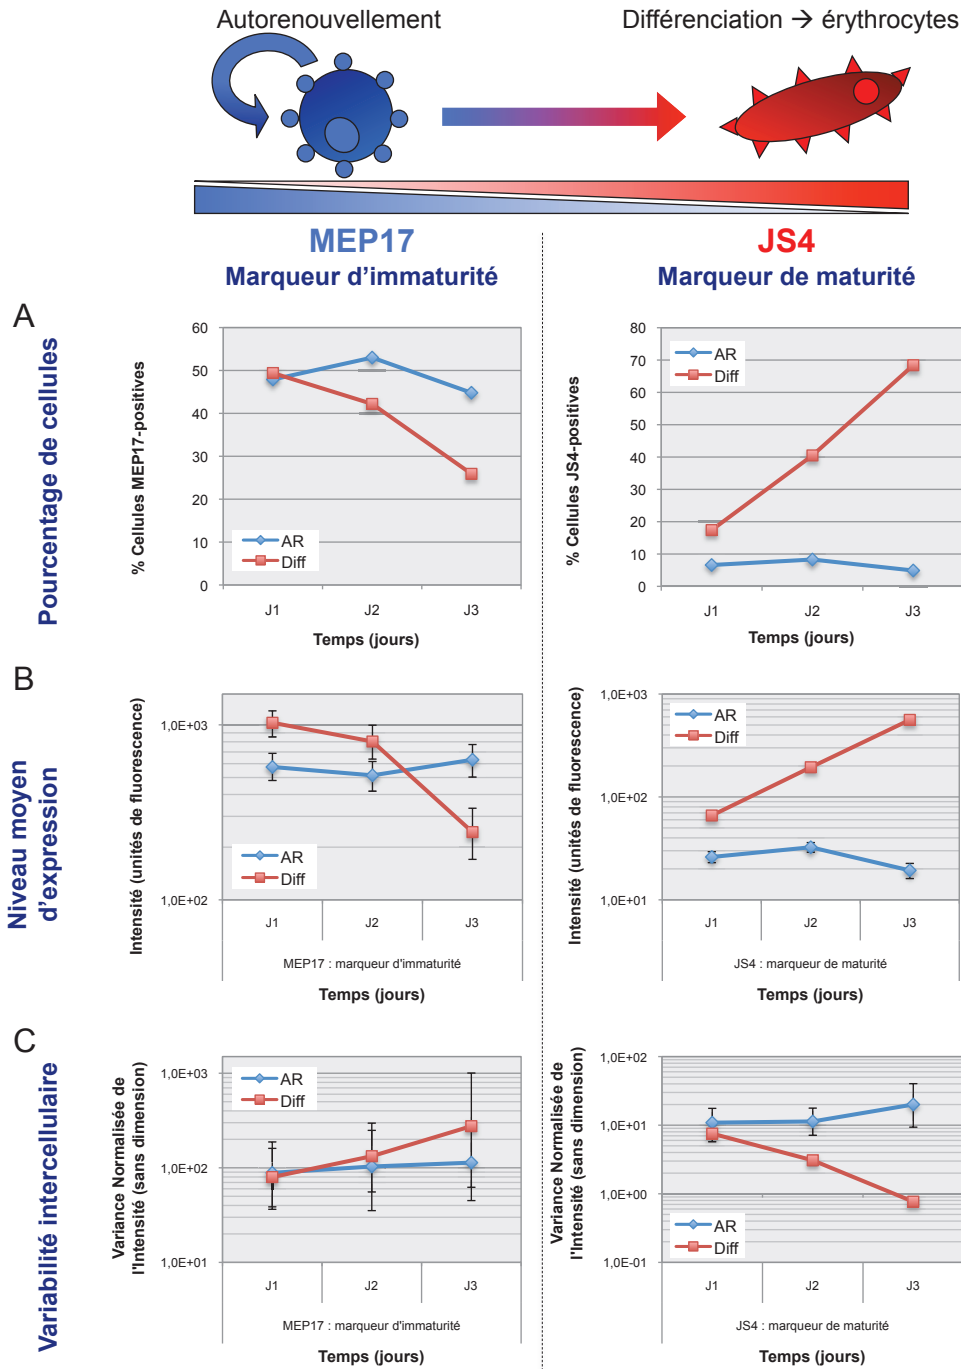 Autorenouvellement
Différenciation → érythrocytes
MEP17
Marqueur d'immaturité
JS4
Marqueur de maturité
A
Pourcentage de cellules
% Cellules MEP17-positives
60
50
40
30
20
10
0
AR
Diff
J1 J2 J3
Temps (jours)
% Cellules JS4-positives
80
70
60
50
40
30
20
10
0
AR
Diff
J1 J2 J3
Temps (jours)
B
Niveau moyen
d'expression
Intensité (unités de fluorescence)
1,0E+03
1,0E+02
AR
Diff
J1 J2 J3
MEP17 : marqueur d'immaturité
Temps (jours)
Intensité (unités de fluorescence)
1,0E+03
1,0E+02
1,0E+01
AR
Diff
J1 J2 J3
JS4 : marqueur de maturité
Temps (jours)
C
Variabilité intercellulaire
Variance Normalisée de
l'Intensité (sans dimension)
1,0E+03
1,0E+02
1,0E+01
AR
Diff
J1 J2 J3
MEP17 : marqueur d'immaturité
Temps (jours)
Variance Normalisée de
l'Intensité (sans dimension)
1,0E+02
1,0E+01
1,0E+00
1,0E-01
AR
Diff
J1 J2 J3
JS4 : marqueur de maturité
Temps (jours)